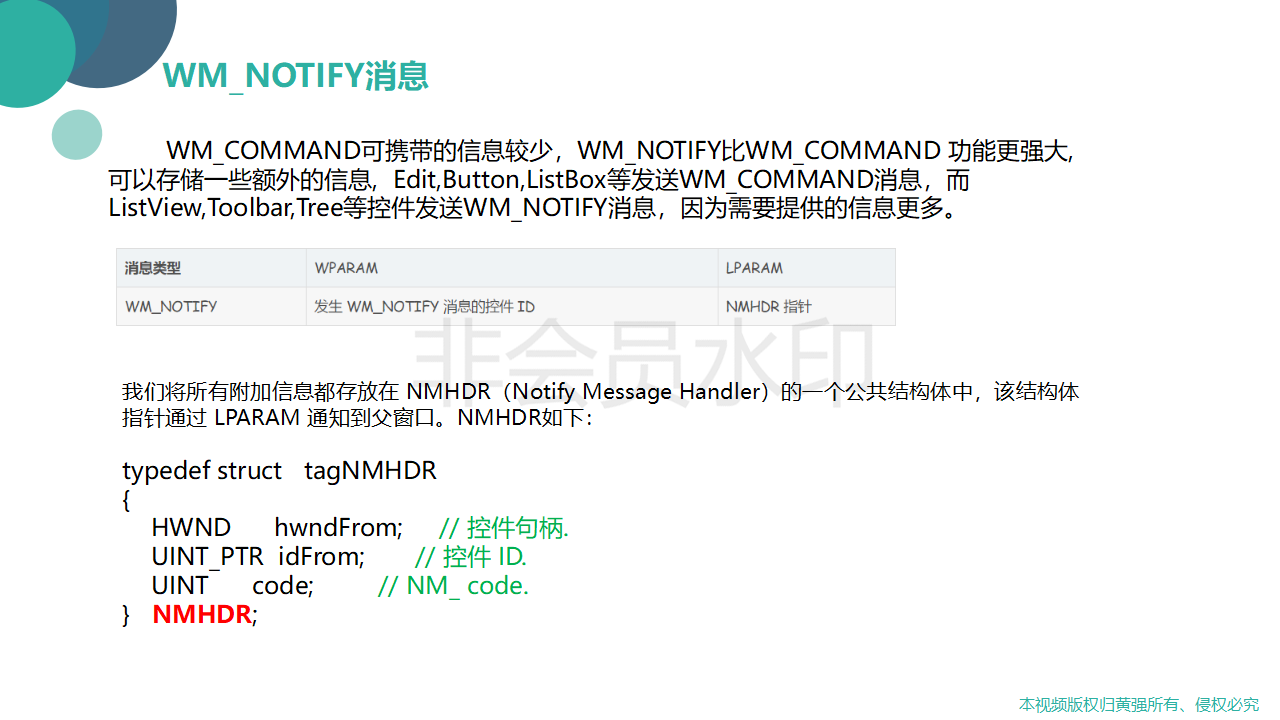 WM_NOTIFY消息
WM_COMMAND可携带的信息较少，WM_NOTIFY比WM_COMMAND 功能更强大,
可以存储一些额外的信息，Edit,Button,ListBox等发送WM_COMMAND消息，而
ListView,Toolbar,Tree等控件发送WM_NOTIFY消息，因为需要提供的信息更多。
消息类型 WPARAM LPARAM
WM_NOTIFY 发生 WM_NOTIFY 消息的控件 ID NMHDR 指针
非会员水印
我们将所有附加信息都存放在 NMHDR（Notify Message Handler）的一个公共结构体中，该结构体
指针通过 LPARAM 通知到父窗口。NMHDR如下：
typedef struct tagNMHDR
{
HWND hwndFrom; // 控件句柄.
UINT_PTR idFrom; // 控件 ID.
UINT code; // NM_ code.
} NMHDR;
本视频版权归黄强所有、侵权必究